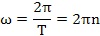 ω = 2π/T = 2πn